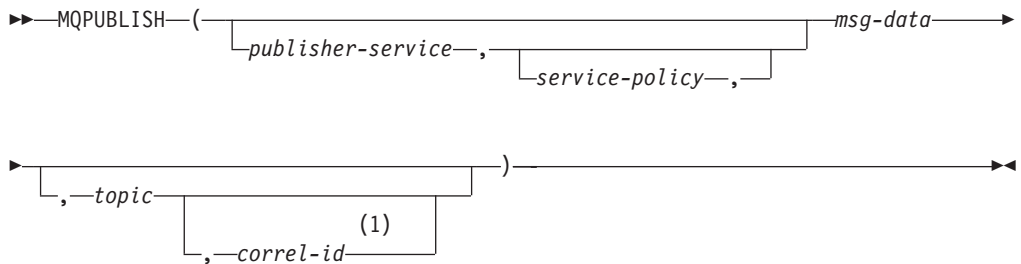 MQPUBLISH ( msg-data
publisher-service ,
service-policy ,
)
, topic
(1)
, correl-id